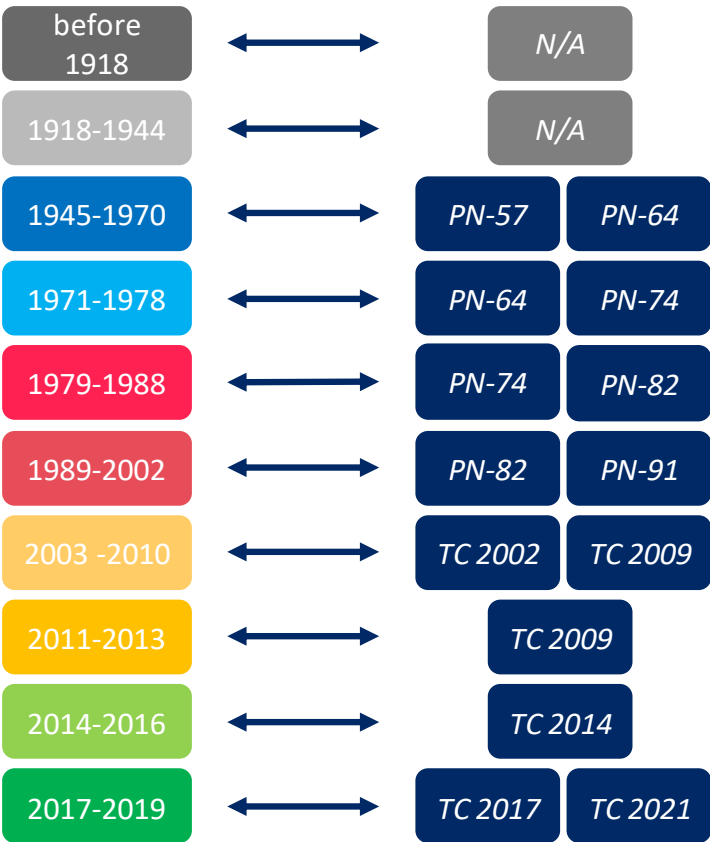 before
1918
N/A
1918-1944
N/A
1945-1970
PN-57
PN-64
1971-1978
PN-64
PN-74
1979-1988
PN-74
PN-82
1989-2002
PN-82
PN-91
2003 -2010
TC 2002
TC 2009
2011-2013
TC 2009
2014-2016
TC 2014
2017-2019
TC 2017
TC 2021